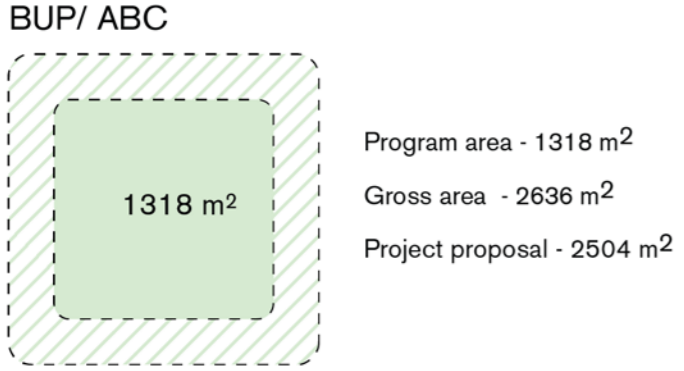 BUP/ ABC
1318 m²
Program area - 1318 m²
Gross area - 2636 m²
Project proposal - 2504 m²